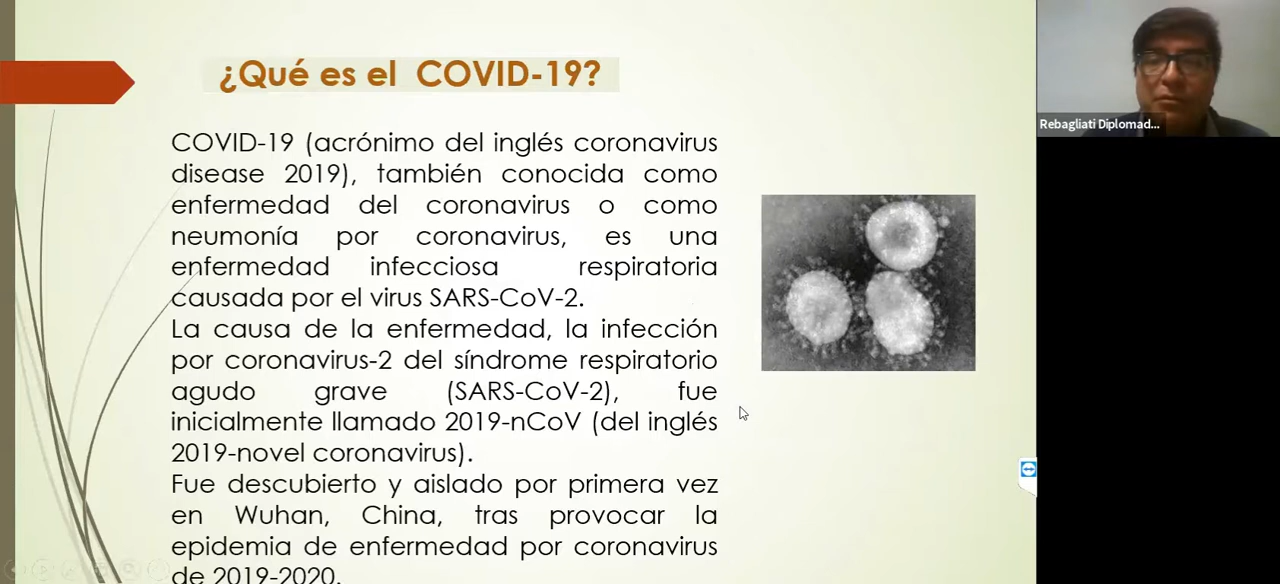 ¿Qué es el COVID-19?
COVID-19 (acrónimo del inglés coronavirus
disease 2019), también conocida como
enfermedad del coronavirus o como
neumonía por coronavirus, es una
enfermedad infecciosa respiratoria
causada por el virus SARS-CoV-2.
La causa de la enfermedad, la infección
por coronavirus-2 del síndrome respiratorio
agudo grave (SARS-CoV-2), fue
inicialmente llamado 2019-nCoV (del inglés
2019-novel coronavirus).
Fue descubierto y aislado por primera vez
en Wuhan, China, tras provocar la
epidemia de enfermedad por coronavirus
de 2019-2020.
Rebagliati Diplomad...